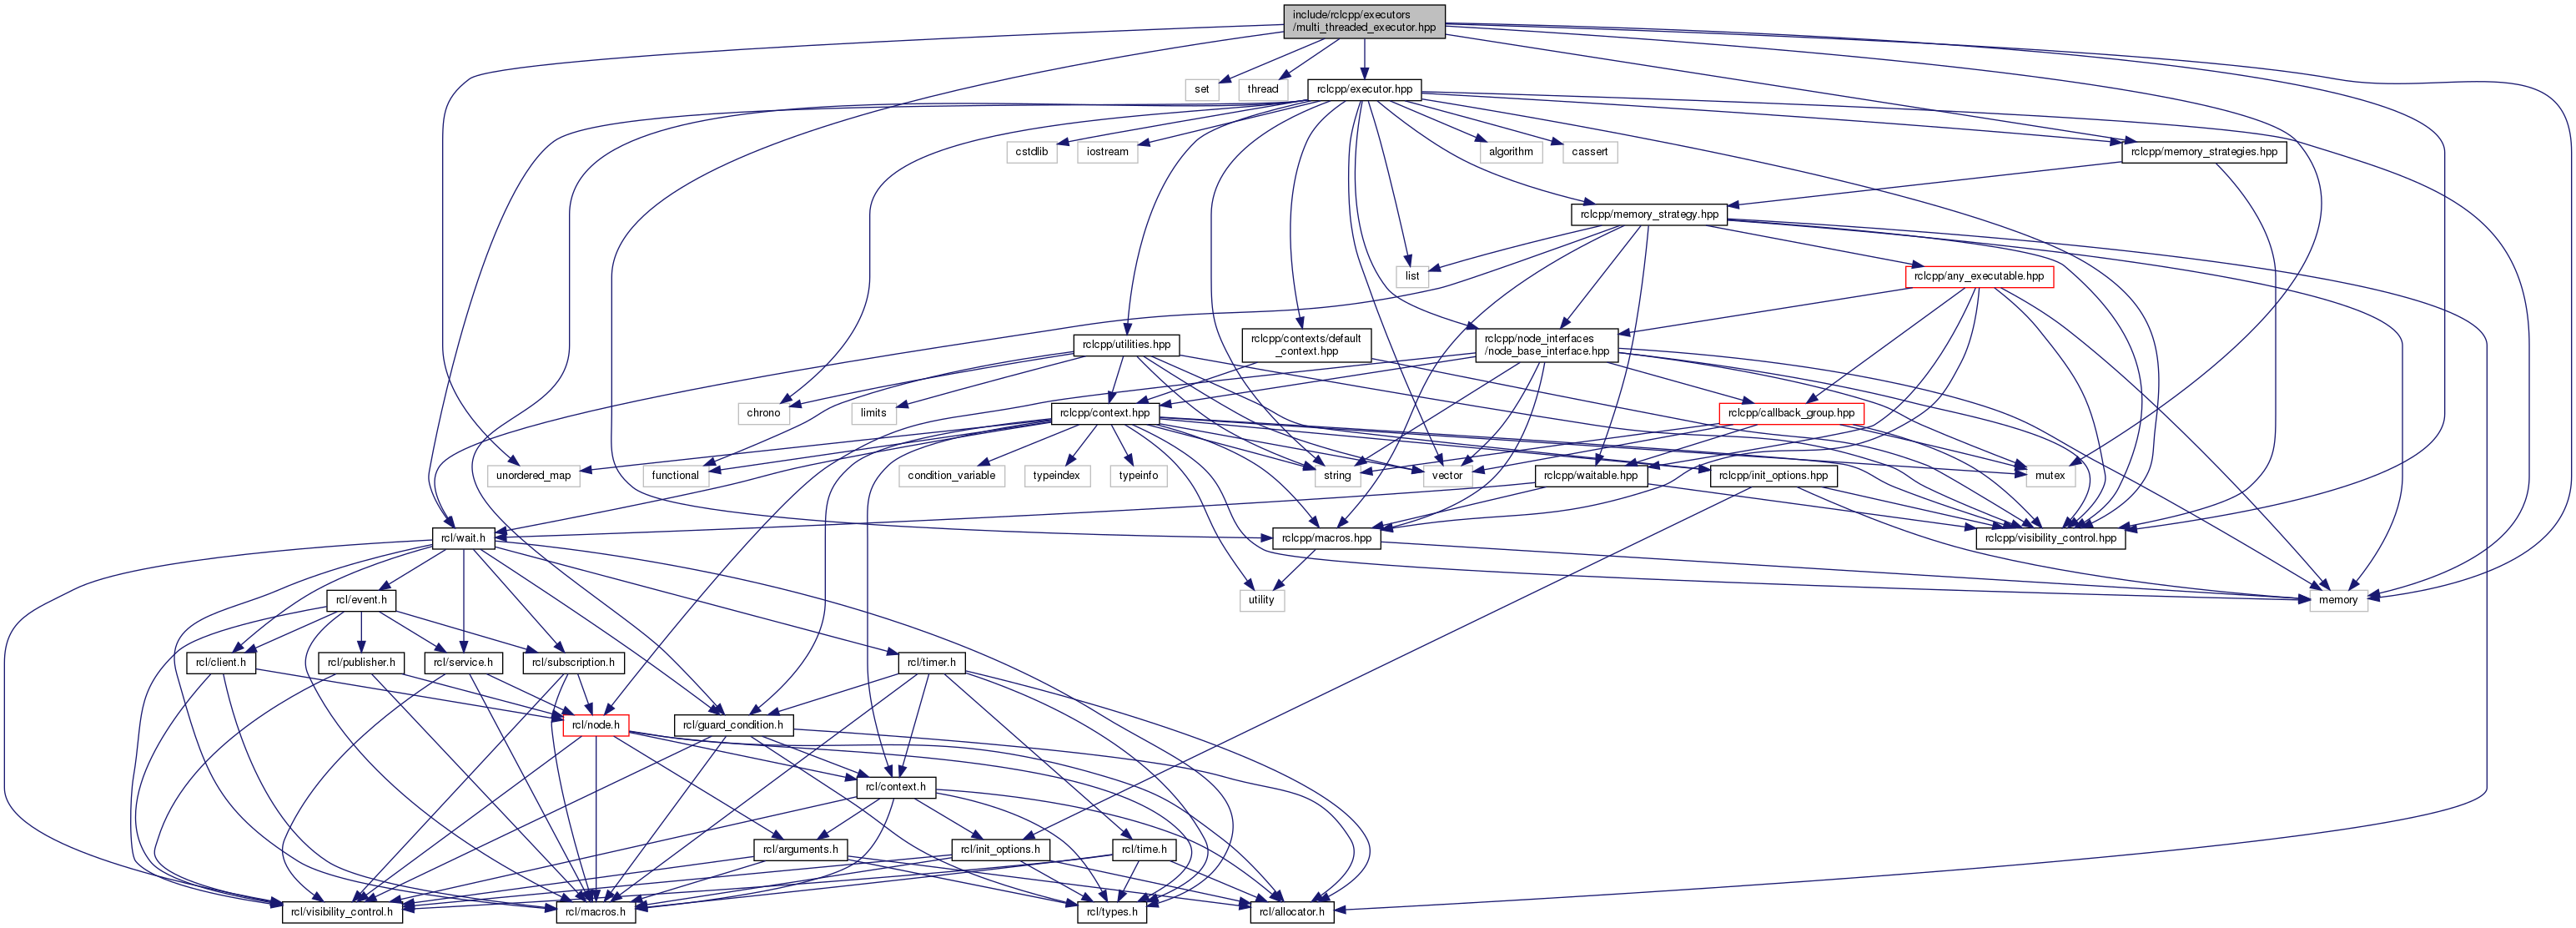 include/rclcpp/executors
/multi_threaded_executor.hpp
set
thread
rclcpp/executor.hpp
cstdlib
iostream
algorithm
cassert
rclcpp/memory_strategies.hpp
rclcpp/memory_strategy.hpp
list
rclcpp/any_executable.hpp
rclcpp/utilities.hpp
rclcpp/contexts/default
_context.hpp
rclcpp/node_interfaces
/node_base_interface.hpp
chrono
limits
rclcpp/context.hpp
rclcpp/callback_group.hpp
unordered_map
functional
condition_variable
typeindex
typeinfo
string
vector
rclcpp/waitable.hpp
rclcpp/init_options.hpp
mutex
rcl/wait.h
rclcpp/macros.hpp
rclcpp/visibility_control.hpp
rcl/event.h
utility
memory
rcl/client.h
rcl/publisher.h
rcl/service.h
rcl/subscription.h
rcl/timer.h
rcl/node.h
rcl/guard_condition.h
rcl/context.h
rcl/arguments.h
rcl/init_options.h
rcl/time.h
rcl/visibility_control.h
rcl/macros.h
rcl/types.h
rcl/allocator.h